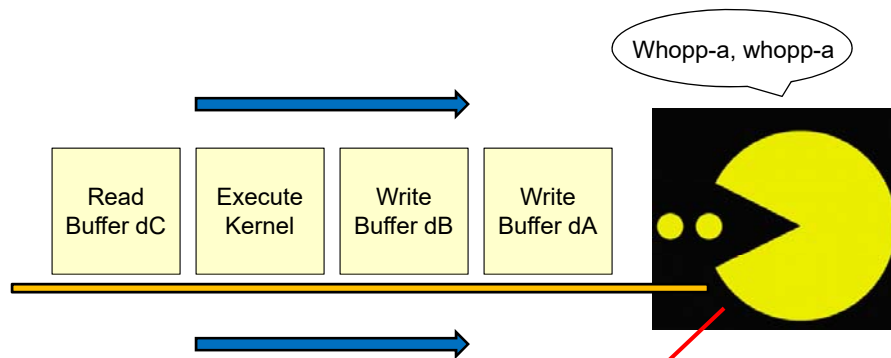 Whopp-a, whopp-a
Read
Buffer dC
Execute
Kernel
Write
Buffer dB
Write
Buffer dA